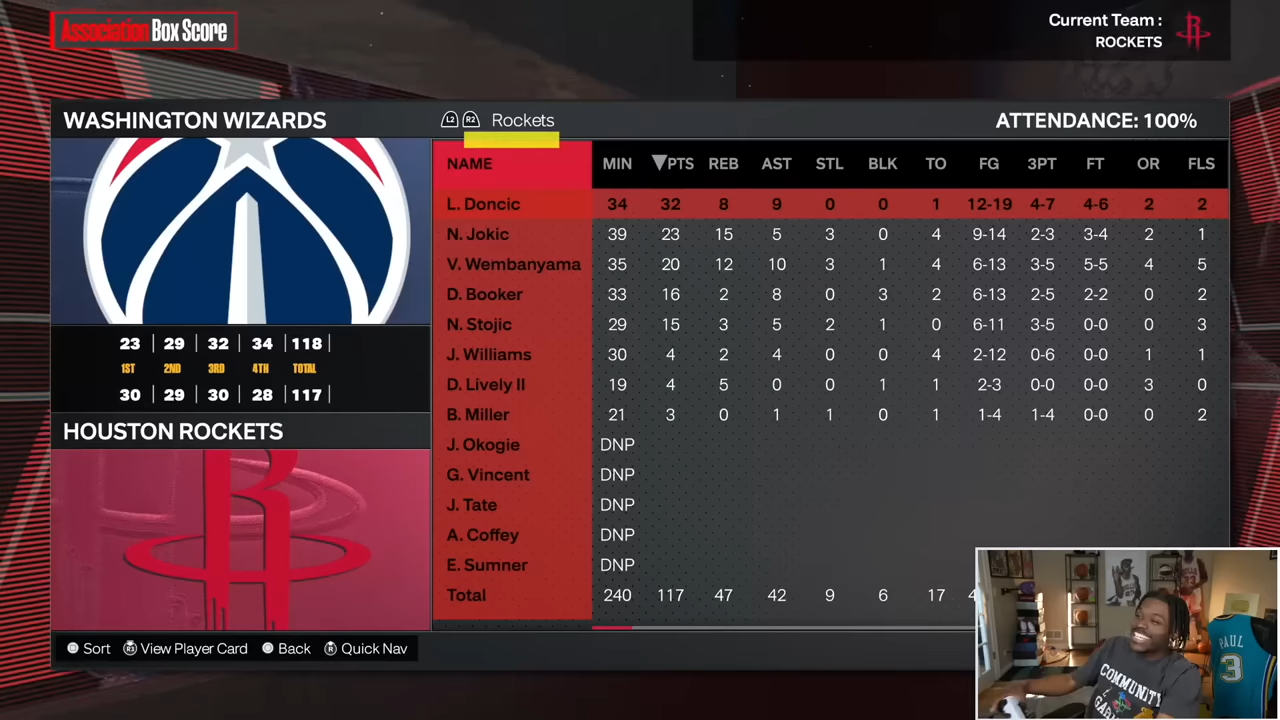 Association Box Score
Current Team :
ROCKETS
WASHINGTON WIZARDS
L2 R2 Rockets
ATTENDANCE: 100%
NAME MIN PTS REB AST STL BLK TO FG 3PT FT OR FLS
L. Doncic 34 32 8 9 0 0 1 12-19 4-7 4-6 2 2
N. Jokic 39 23 15 5 3 0 4 9-14 2-3 3-4 2 1
V. Wembanyama 35 20 12 10 3 1 4 6-13 3-5 5-5 4 5
D. Booker 33 16 2 8 0 3 2 6-13 2-5 2-2 0 2
N. Stojic 29 15 3 5 2 1 0 6-11 3-5 0-0 0 3
J. Williams 30 4 2 4 0 0 4 2-12 0-6 0-0 1 1
D. Lively II 19 4 5 0 0 1 1 2-3 0-0 0-0 3 0
B. Miller 21 3 0 1 1 0 1 1-4 1-4 0-0 0 2
J. Okogie DNP
G. Vincent DNP
J. Tate DNP
A. Coffey DNP
E. Sumner DNP
Total 240 117 47 42 9 6 17 4
23 29 32 34 118
1ST 2ND 3RD 4TH TOTAL
30 29 30 28 117
HOUSTON ROCKETS
Sort R3 View Player Card Back R Quick Nav
PAUL
3
COMMUNITY